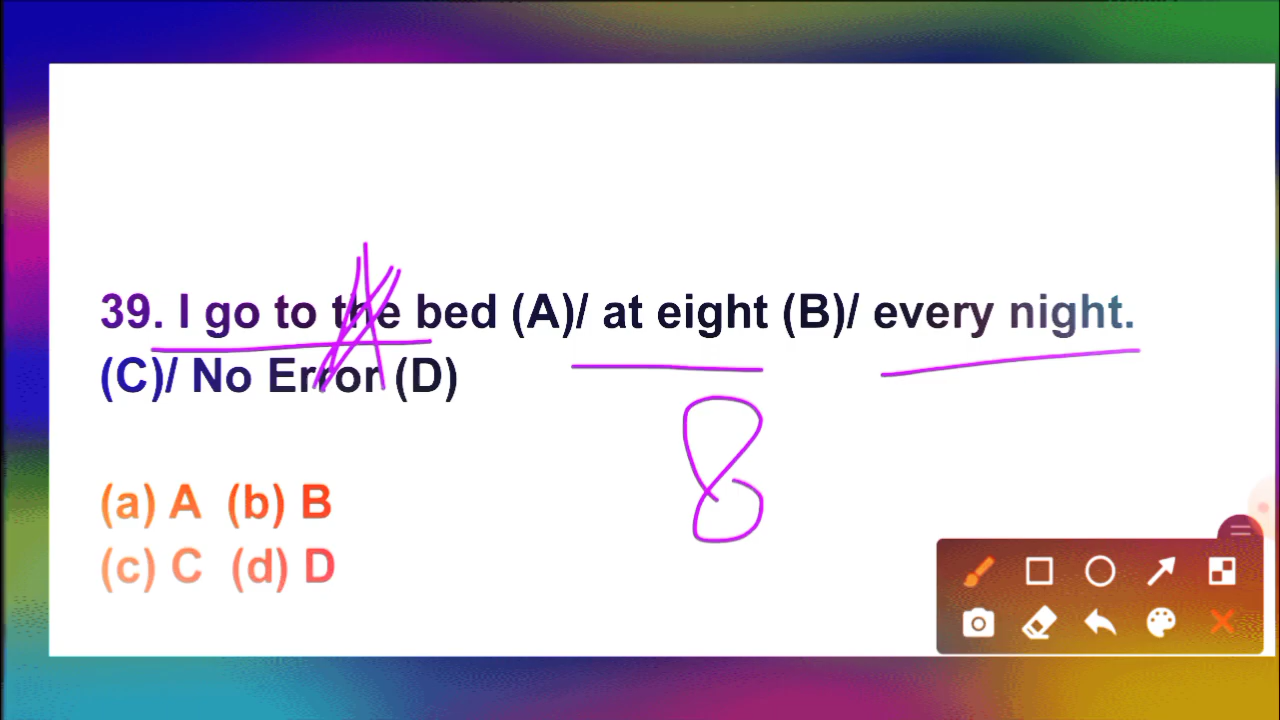 39. I go to the bed (A)/ at eight (B)/ every night.
(C)/ No Error (D)
8
(a) A (b) B
(c) C (d) D